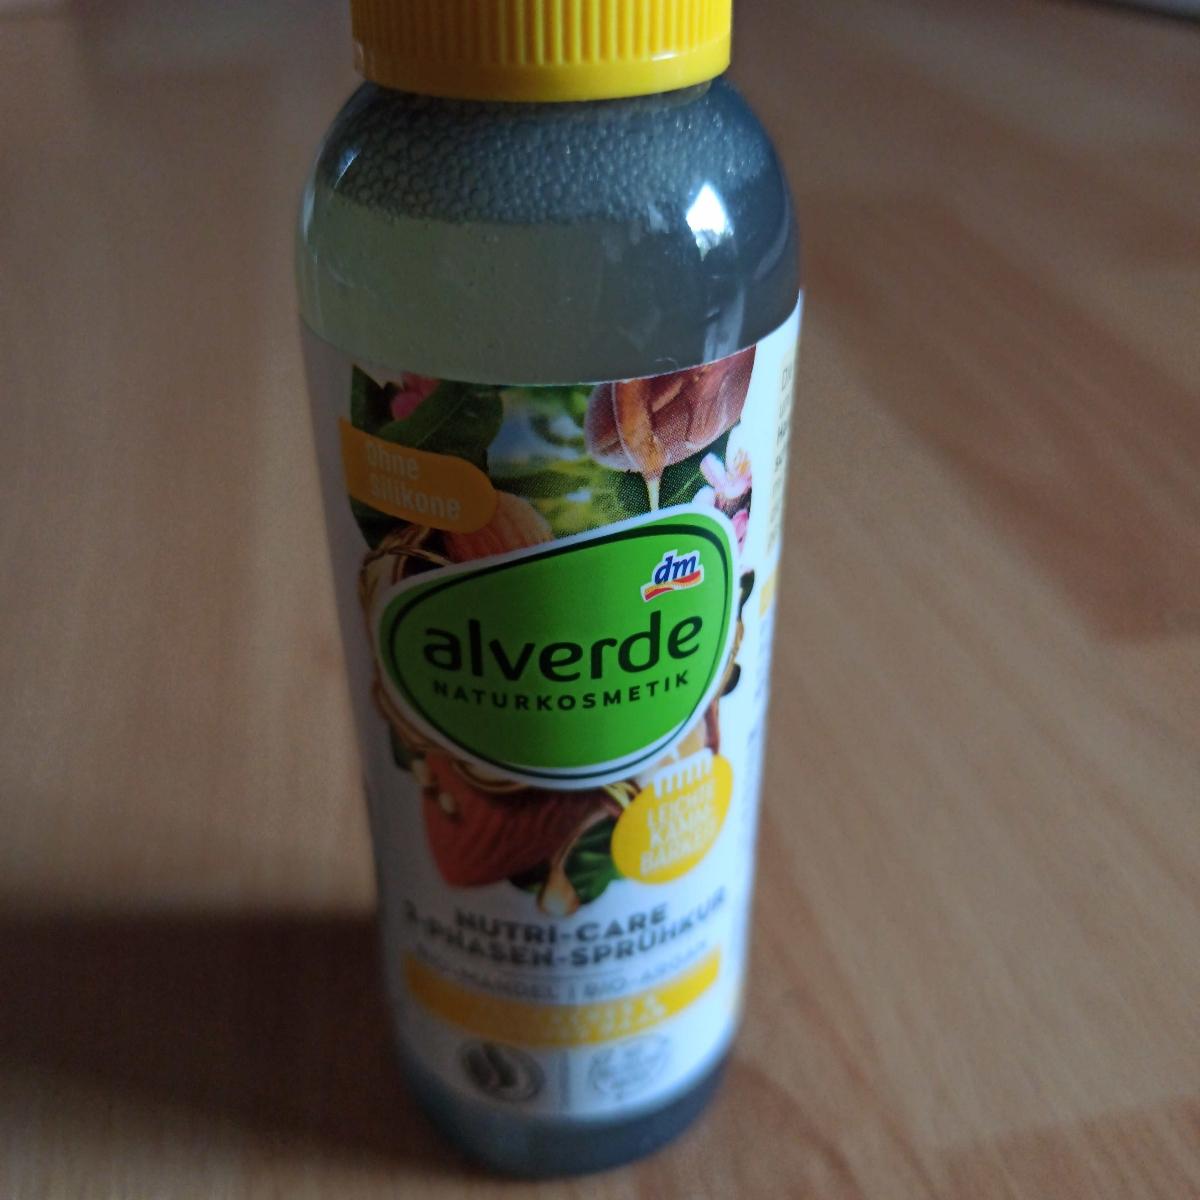 ohne
silikone
dm
alverde
NATURKOSMETIK
LEICHTE
KÄMM-
BARKEIT
NUTRI-CARE
2-PHASEN-SPRÜHKUR
BIO-MANDEL | BIO-ARGAN